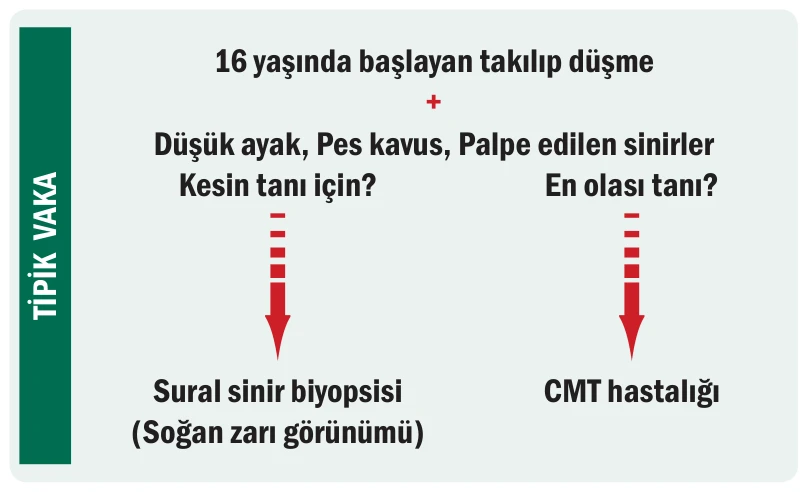 TİPİK VAKA
16 yaşında başlayan takılıp düşme
+
Düşük ayak, Pes kavus, Palpe edilen sinirler
Kesin tanı için?
En olası tanı?
Sural sinir biyopsisi
(Soğan zarı görünümü)
CMT hastalığı